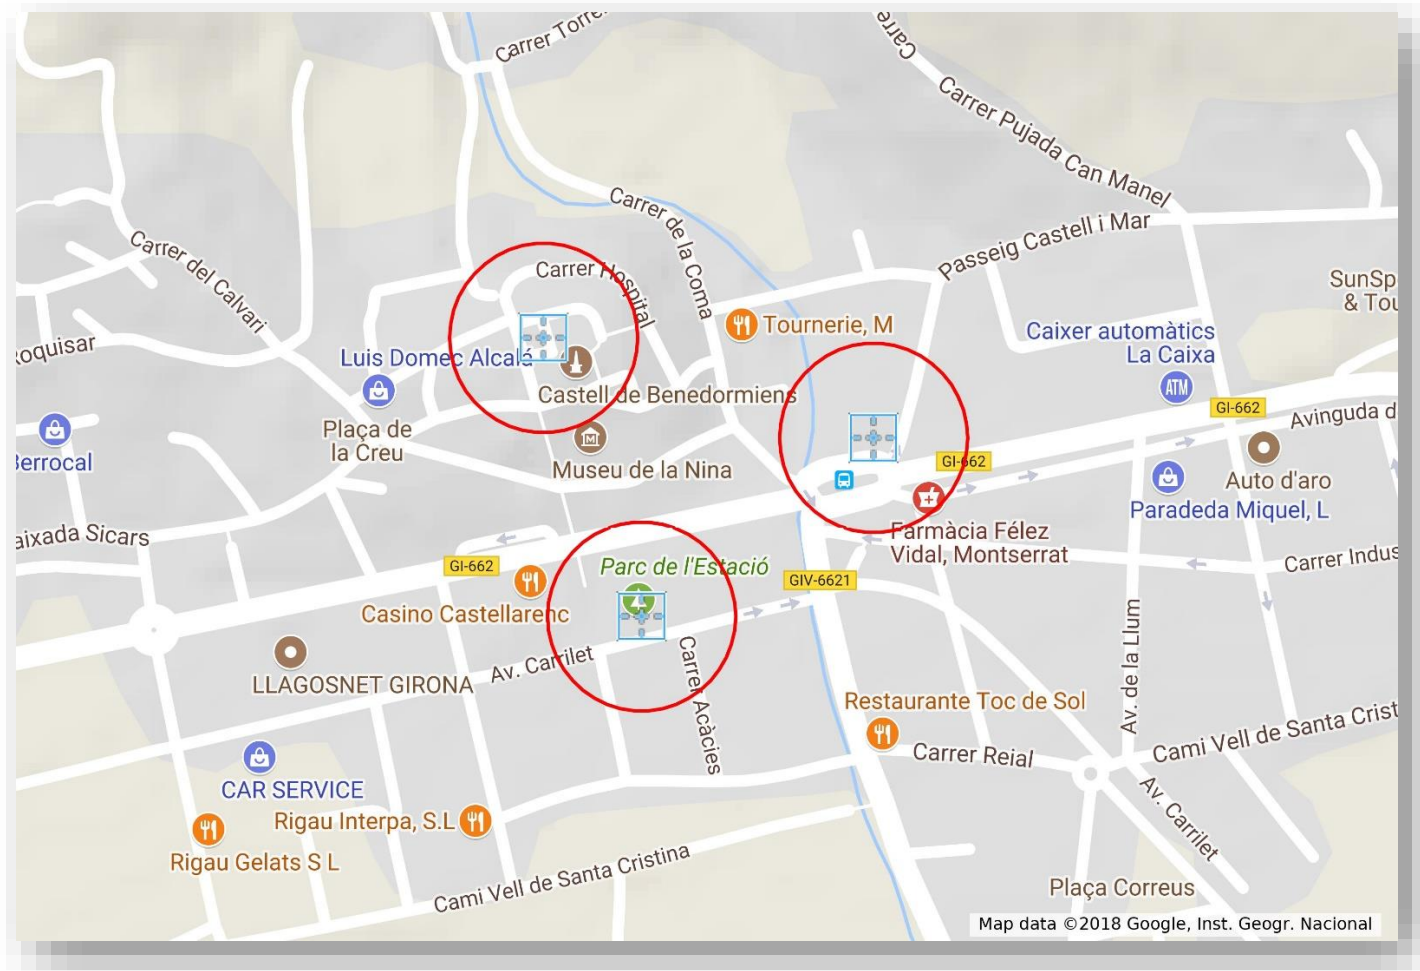 Carrer Torre
Carre
Carrer Pujada Can Manel
Carrer de la Coma
Passeig Castell i Mar
Carrer del Calvari
Carrer Hospital
SunSp
& Tou
Tournerie, M
Caixer automàtics
La Caixa
ATM
roquisar
Luis Domec Alcalá
Castell de Benedormiens
GI-662
Avinguda d
Plaça de
la Creu
Berrocal
Museu de la Nina
M
GI-662
Auto d'aro
Paradeda Miquel, L
aixada Sicars
Farmàcia Félez
Vidal, Montserrat
Carrer Indus
GI-662
Parc de l'Estació
GIV-6621
Casino Castellarenc
Av. de la Llum
LLAGOSNET GIRONA
Av. Carrilet
Carrer Acàcies
Restaurante Toc de Sol
Carrer Reial
Cami Vell de Santa Crist
CAR SERVICE
Rigau Interpa, S.L
Av. Carrilet
Rigau Gelats S L
Cami Vell de Santa Cristina
Plaça Correus
Map data ©2018 Google, Inst. Geogr. Nacional